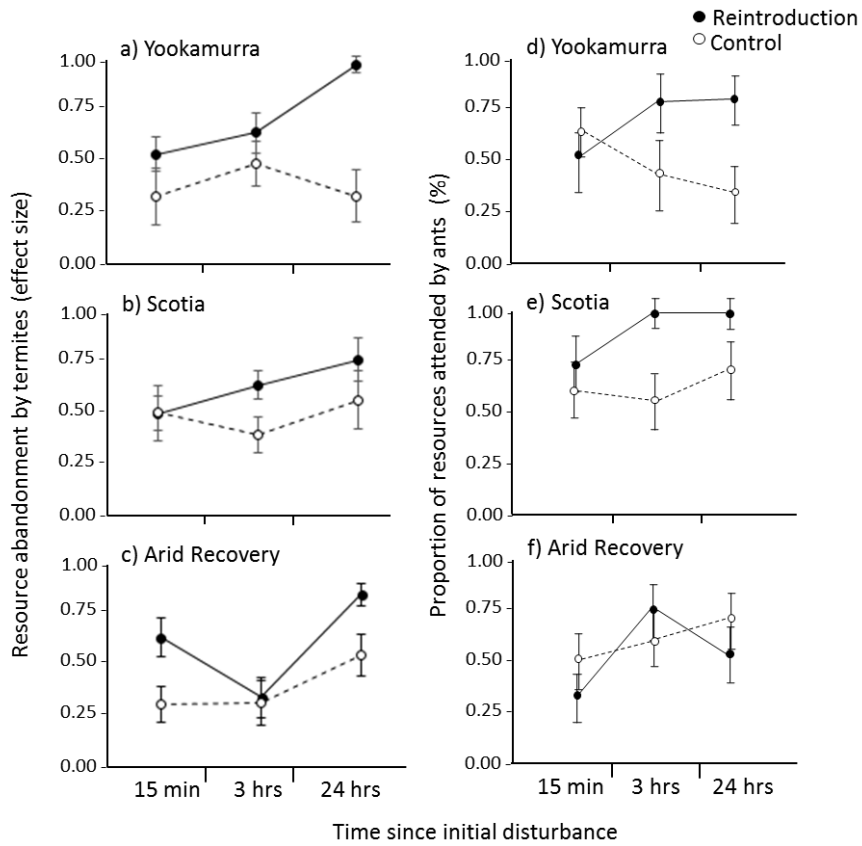 ● Reintroduction
○ Control
a) Yookamurra
1.00
0.75
0.50
0.25
0.00
b) Scotia
1.00
0.75
0.50
0.25
0.00
c) Arid Recovery
1.00
0.75
0.50
0.25
0.00
15 min
3 hrs
24 hrs
Resource abandonment by termites (effect size)
d) Yookamurra
1.00
0.75
0.50
0.25
0.00
e) Scotia
1.00
0.75
0.50
0.25
0.00
f) Arid Recovery
1.00
0.75
0.50
0.25
0.00
15 min
3 hrs
24 hrs
Proportion of resources attended by ants (%)
Time since initial disturbance